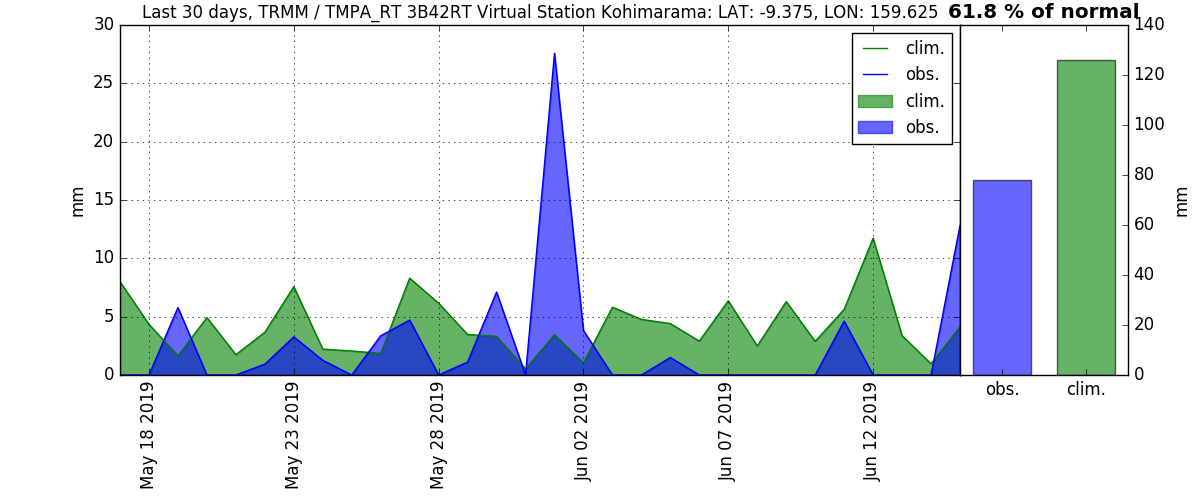 Last 30 days, TRMM / TMPA_RT 3B42RT Virtual Station Kohimarama: LAT: -9.375, LON: 159.625 61.8 % of normal
30
25
20
15
10
5
0
mm
clim.
obs.
clim.
obs.
140
120
100
80
60
40
20
0
mm
May 18 2019
May 23 2019
May 28 2019
Jun 02 2019
Jun 07 2019
Jun 12 2019
obs.
clim.